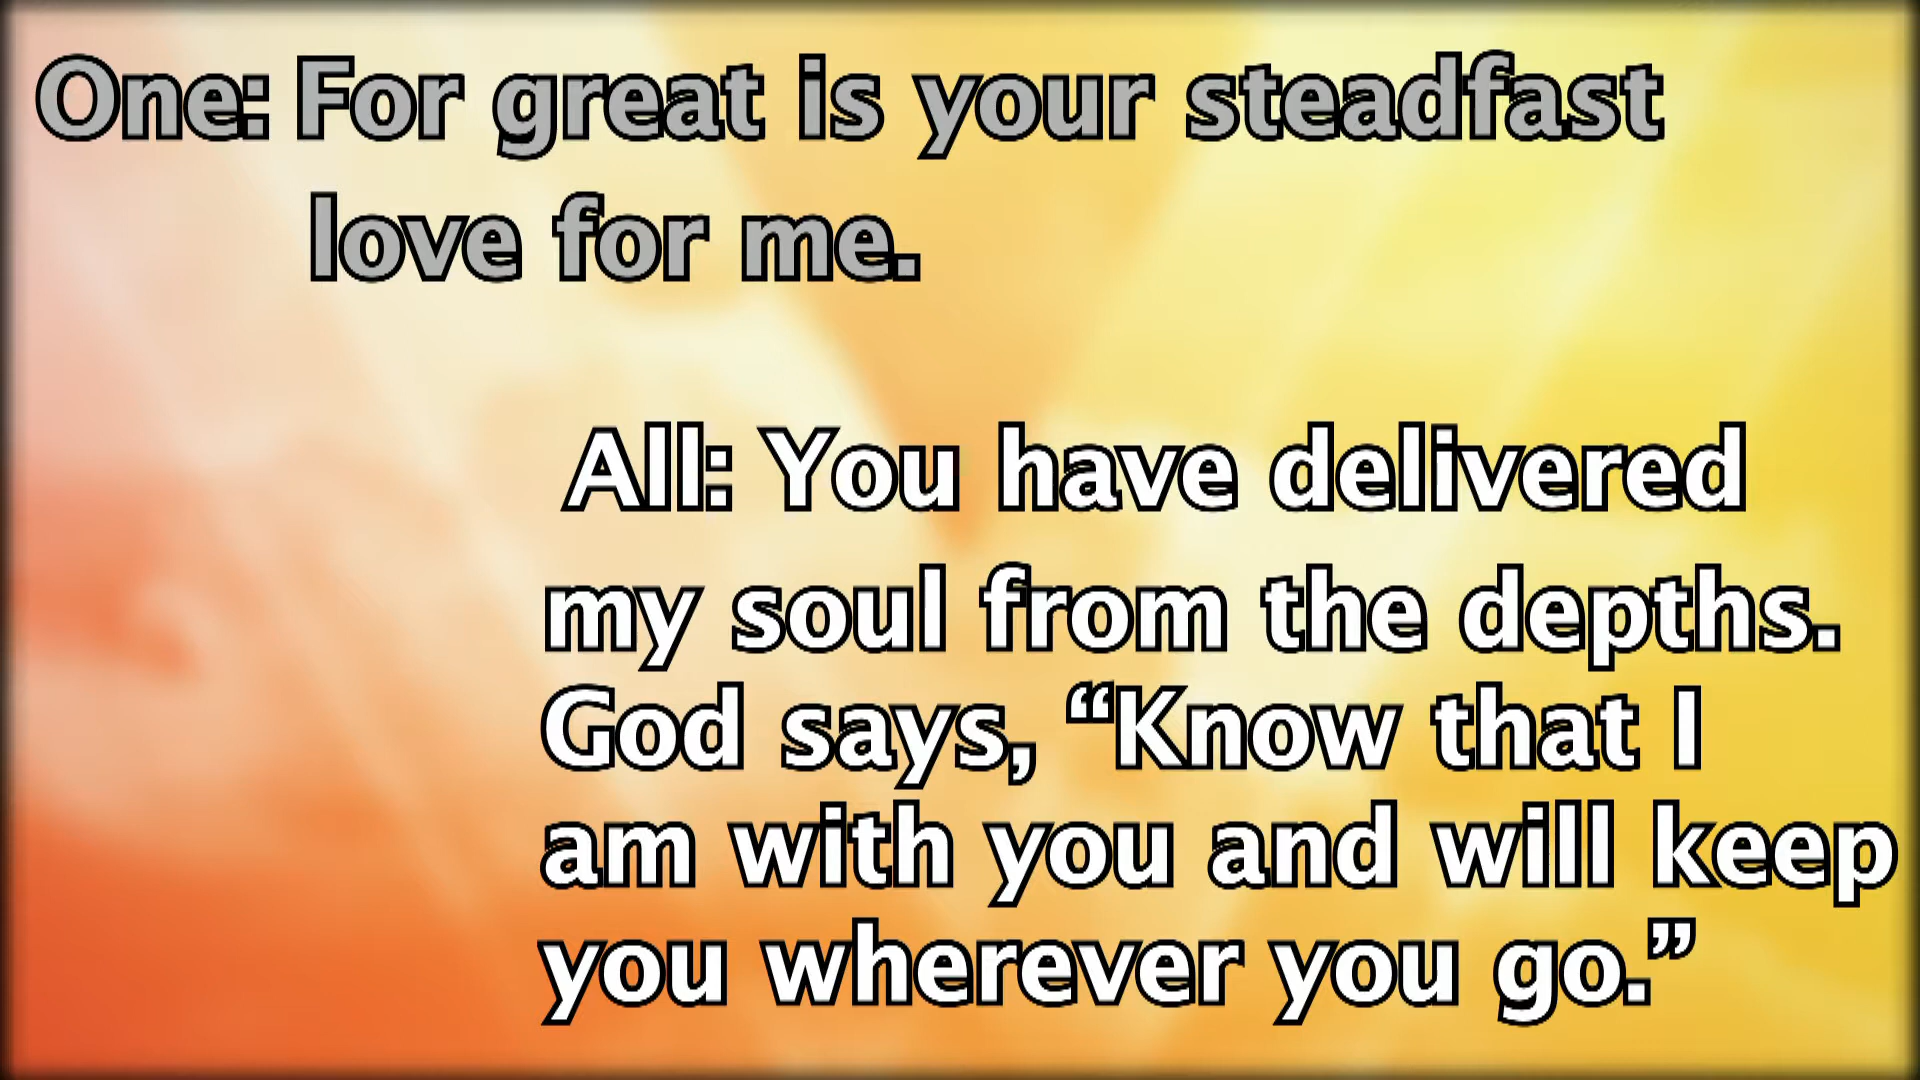 One: For great is your steadfast
love for me.
All: You have delivered
my soul from the depths.
God says, “Know that I
am with you and will keep
you wherever you go.”